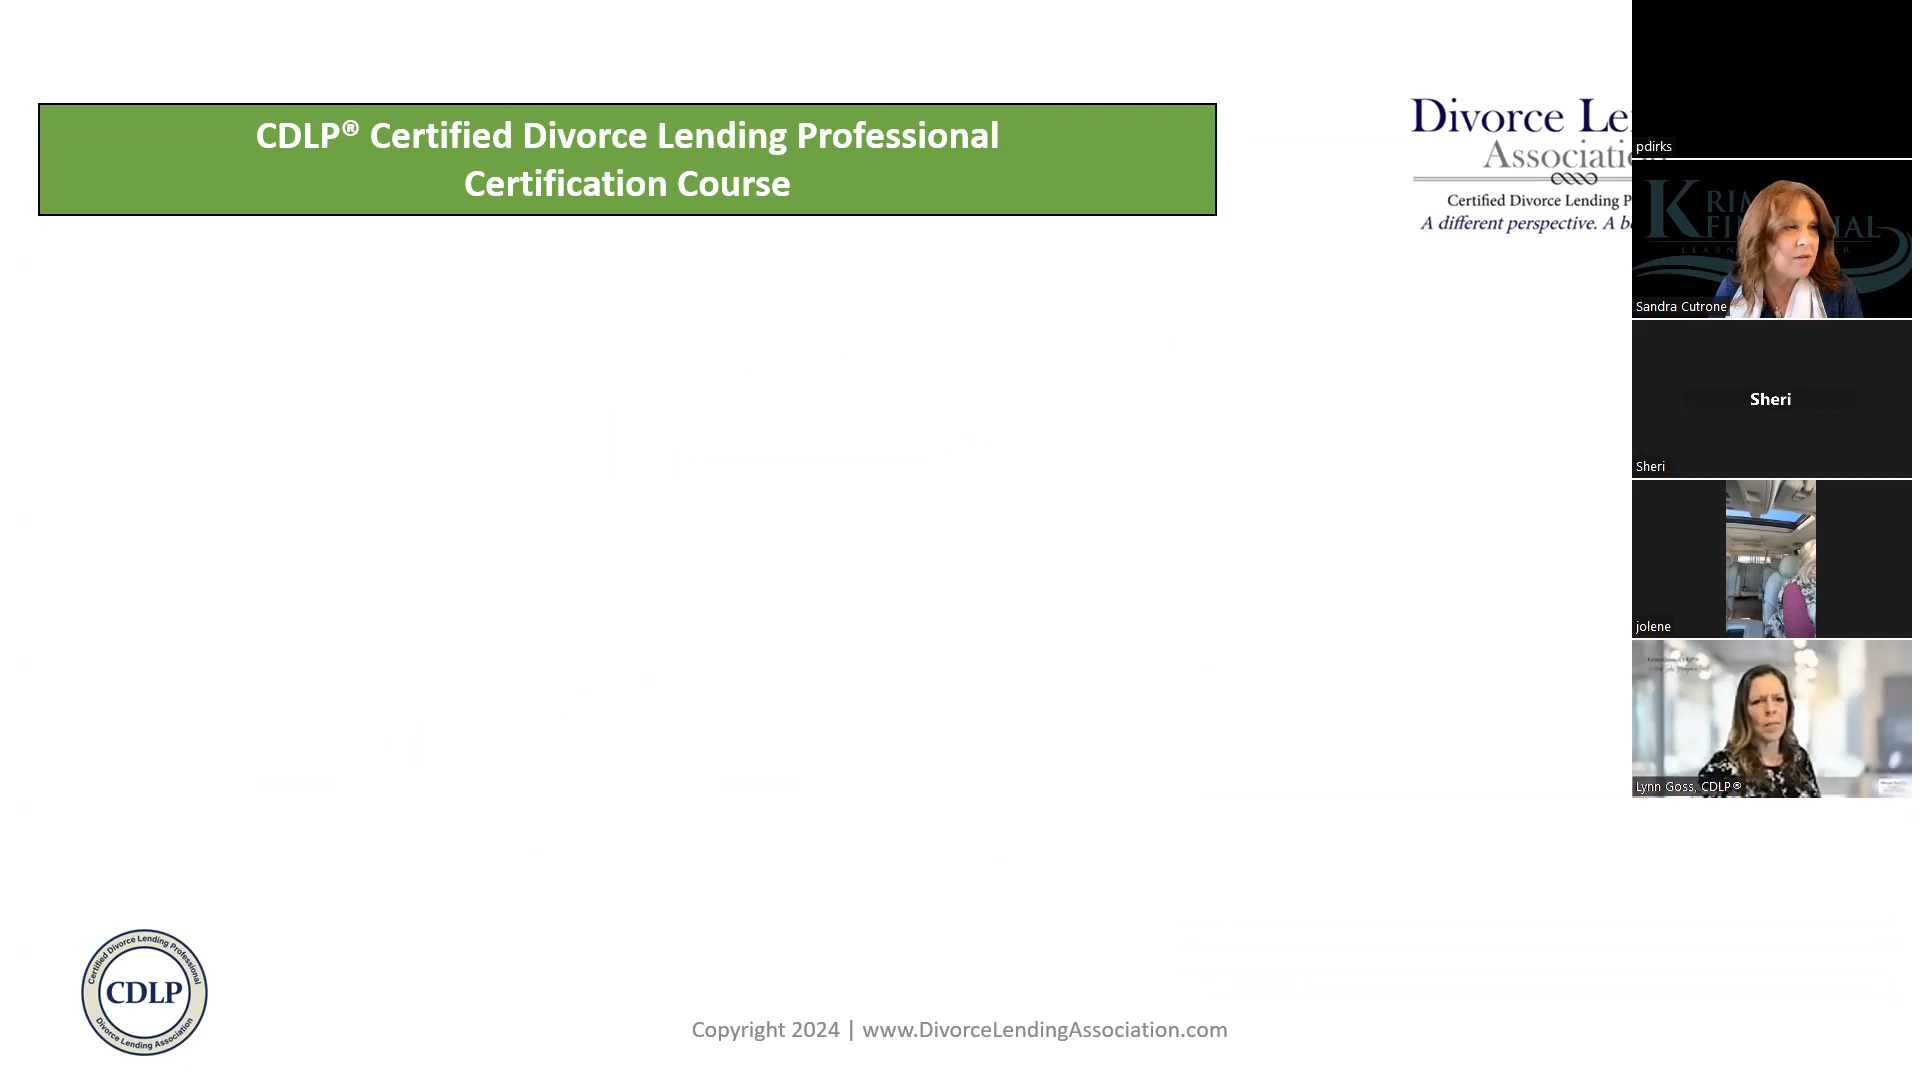 CDLP® Certified Divorce Lending Professional
Certification Course
Divorce Le
Associati
Certified Divorce Lending P
A different perspective. A b
pdirks
Sandra Cutrone
Sheri
Sheri
jolene
Lynn Goss, CDLP®
Certified Divorce Lending Professional
CDLP
Divorce Lending Association
Copyright 2024 | www.DivorceLendingAssociation.com